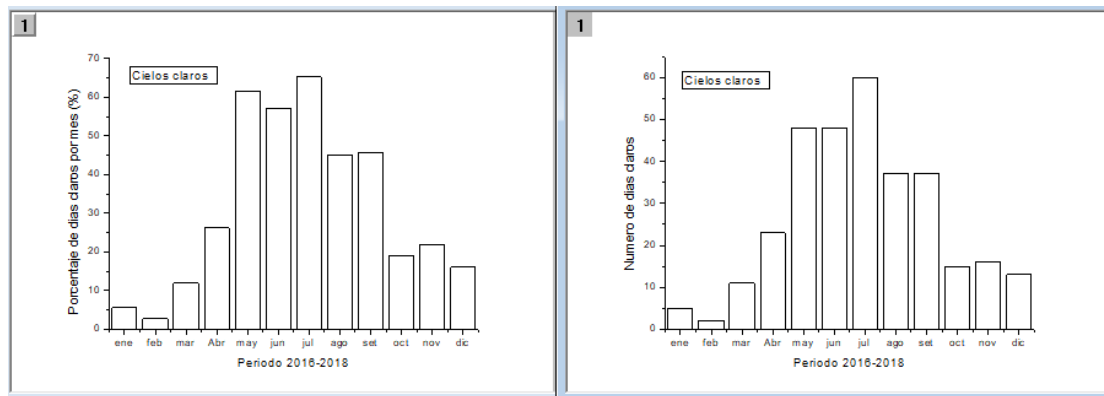 1
Cielos claros
Porcentaje de dias claros por mes (%)
70
60
50
40
30
20
10
0
ene feb mar Abr may jun jul ago set oct nov dic
Periodo 2016-2018
1
Cielos claros
Numero de dias claros
60
50
40
30
20
10
0
ene feb mar Abr may jun jul ago set oct nov dic
Periodo 2016-2018